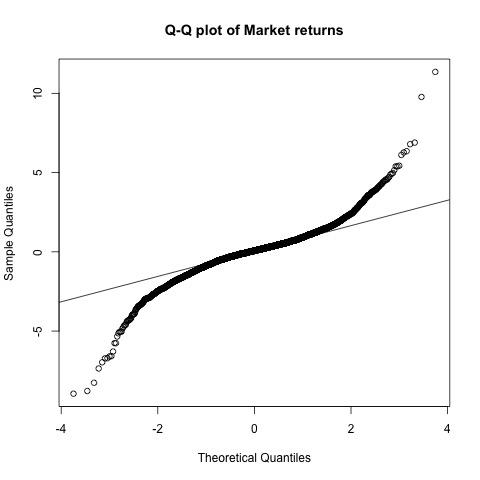 Q-Q plot of Market returns
10
5
0
-5
Sample Quantiles
-4 -2 0 2 4
Theoretical Quantiles